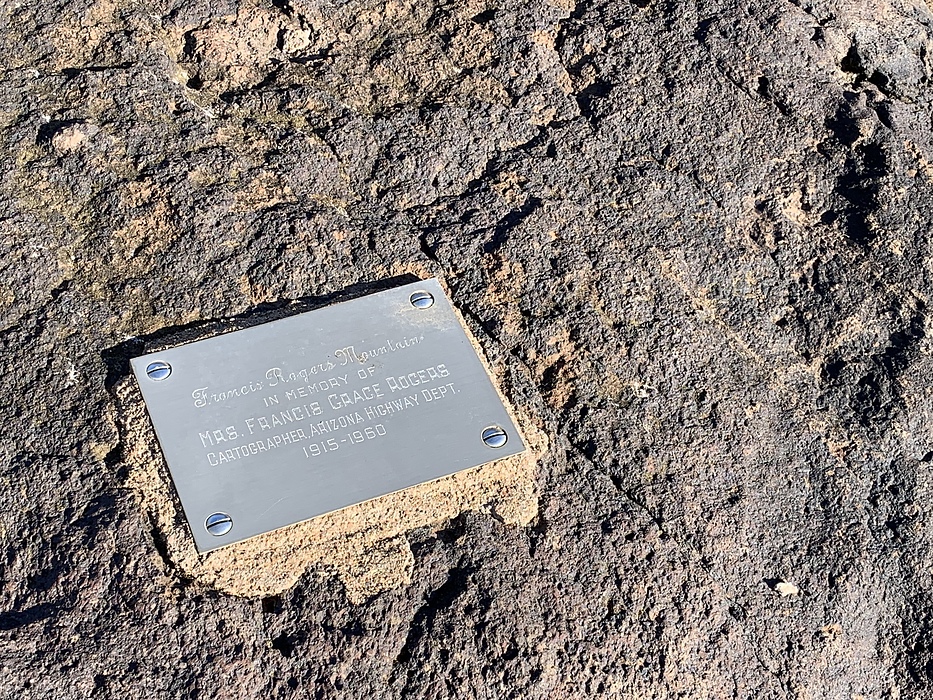 Francis Rogers Mountain
IN MEMORY OF
MRS. FRANCIS GRACE ROGERS
CARTOGRAPHER, ARIZONA HIGHWAY DEPT.
1915-1960